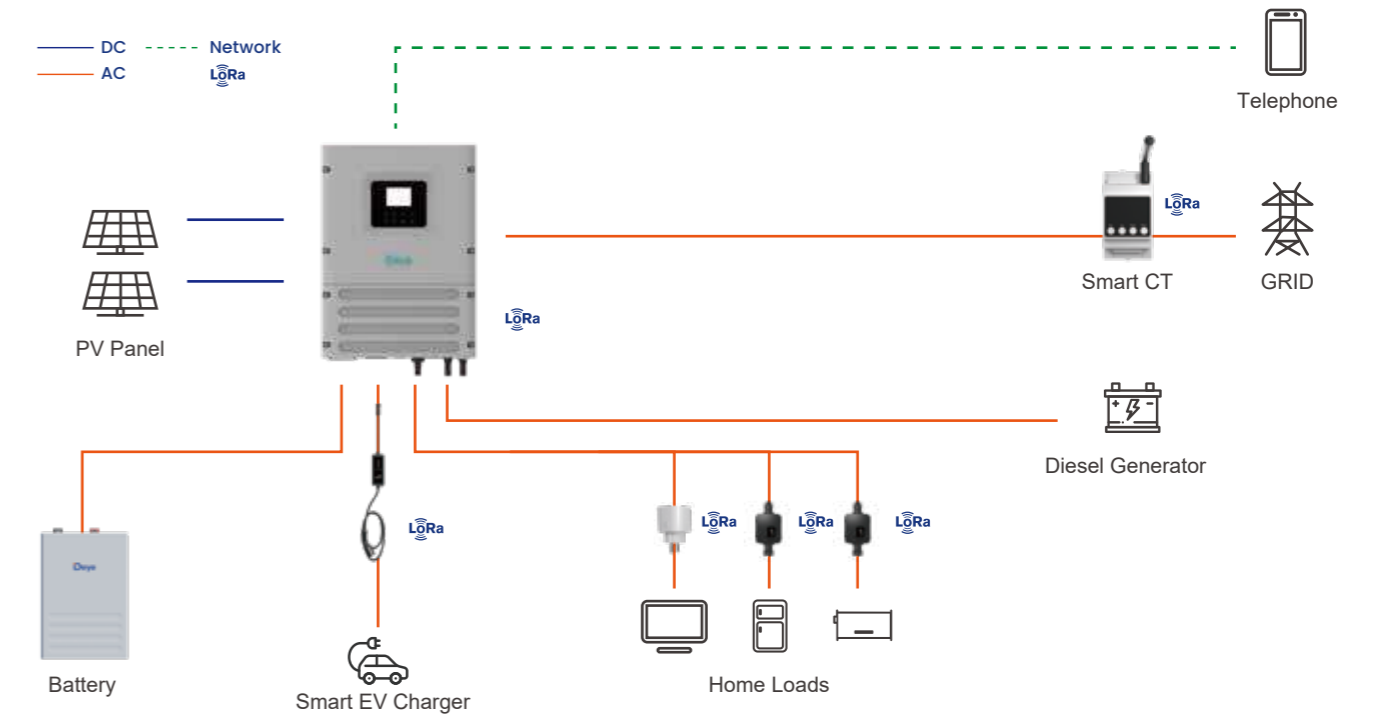 DC
Network
AC
LoRa
Telephone
LoRa
Smart CT
GRID
PV Panel
LoRa
Diesel Generator
LoRa
LoRa
LoRa
LoRa
Deye
Battery
Smart EV Charger
Home Loads